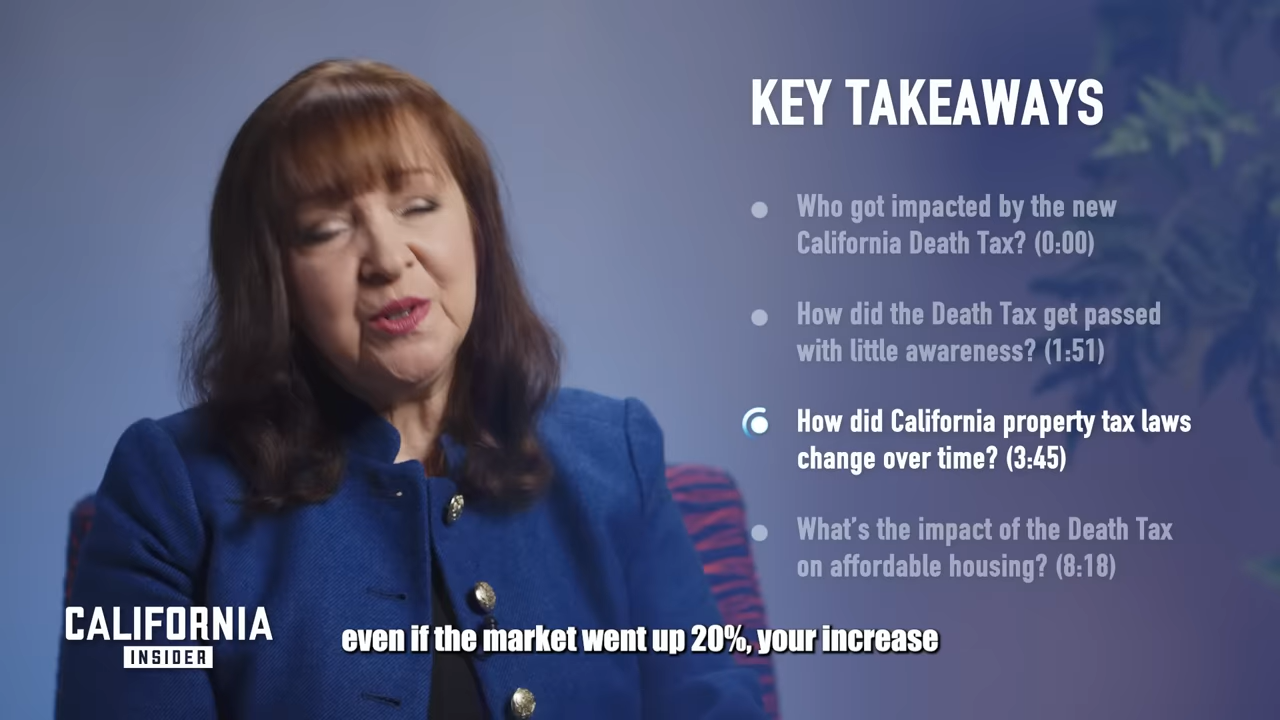 KEY TAKEAWAYS
Who got impacted by the new
California Death Tax? (0:00)
How did the Death Tax get passed
with little awareness? (1:51)
How did California property tax laws
change over time? (3:45)
What's the impact of the Death Tax
on affordable housing? (8:18)
CALIFORNIA
INSIDER
even if the market went up 20%, your increase